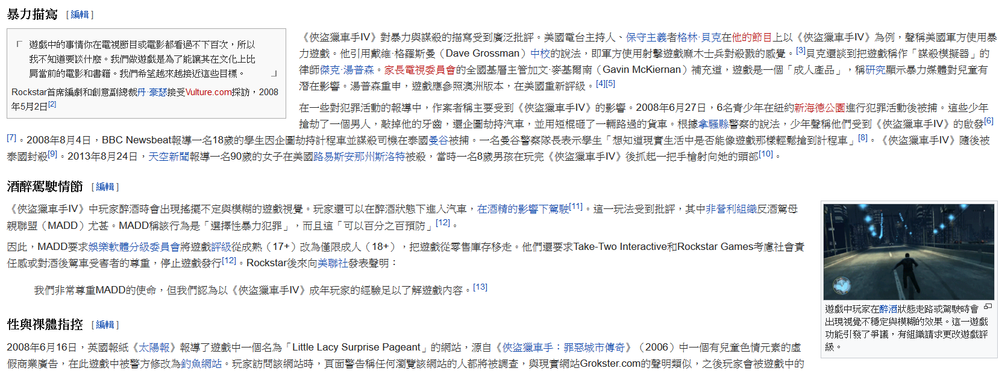 暴力描寫 [編輯]
「 遊戲中的事情你在電視節目或電影都看過不下百次，所以
我不知道要談什麼。我們做遊戲是為了能讓其在文化上比
肩當前的電影和書籍。我們希望越來越接近這些目標。 」
Rockstar首席編劇和創意副總裁丹·豪瑟接受Vulture.com採訪，2008
年5月2日[2]
《俠盜獵車手IV》對暴力與謀殺的描寫受到廣泛批評。美國電台主持人、保守主義者格林·貝克在他的節目上以《俠盜獵車手IV》為例，聲稱美國軍方使用暴
力遊戲。他引用戴維·格羅斯曼（Dave Grossman）中校的說法，即軍方使用射擊遊戲麻木士兵對殺戮的感覺。[3]貝克還談到把遊戲稱作「謀殺模擬器」的
律師傑克·湯普森。家長電視委員會的全國基層主管加文·麥基爾南（Gavin McKiernan）補充道，遊戲是一個「成人產品」，稱研究顯示暴力媒體對兒童有
潛在影響。湯普森重申，遊戲應參照澳洲版本，在美國重新評級。[4][5]
在一些對犯罪活動的報導中，作案者稱主要受到《俠盜獵車手IV》的影響。2008年6月27日，6名青少年在紐約新海德公園進行犯罪活動後被捕。這些少年
搶劫了一個男人，敲掉他的牙齒，還企圖劫持汽車，並用短棍砸了一輛路過的貨車。根據拿騷縣警察的說法，少年聲稱他們受到《俠盜獵車手IV》的啟發[6]
[7]。2008年8月4日，BBC Newsbeat報導一名18歲的學生因企圖劫持計程車並謀殺司機在泰國曼谷被捕。一名曼谷警察隊長表示學生「想知道現實生活中是否能像遊戲那樣輕鬆搶到計程車」[8]。《俠盜獵車手IV》隨後被
泰國封殺[9]。2013年8月24日，天空新聞報導一名90歲的女子在美國路易斯安那州斯洛特被殺，當時一名8歲男孩在玩完《俠盜獵車手IV》後抓起一把手槍射向她的頭部[10]。
酒醉駕駛情節 [編輯]
《俠盜獵車手IV》中玩家醉酒時會出現搖擺不定與模糊的遊戲視覺。玩家還可以在醉酒狀態下進入汽車，在酒精的影響下駕駛[11]。這一玩法受到批評，其中非營利組織反酒駕母
親聯盟（MADD）尤甚。MADD稱該行為是「選擇性暴力犯罪」，而且這「可以百分之百預防」[12]。
因此，MADD要求娛樂軟體分級委員會將遊戲評級從成熟（17+）改為僅限成人（18+），把遊戲從零售庫存移走。他們還要求Take-Two Interactive和Rockstar Games考慮社會責
任感或對酒後駕車受害者的尊重，停止遊戲發行[12]。Rockstar後來向美聯社發表聲明：
我們非常尊重MADD的使命，但我們認為以《俠盜獵車手IV》成年玩家的經驗足以了解遊戲內容。[13]
遊戲中玩家在醉酒狀態走路或駕駛時會
出現視覺不穩定與模糊的效果。這一遊戲
功能引發了爭議，有組織請求更改遊戲評
級。
性與裸體指控 [編輯]
2008年6月16日，英國報紙《太陽報》報導了遊戲中一個名為「Little Lacy Surprise Pageant」的網站，源自《俠盜獵車手：罪惡城市傳奇》（2006）中一個有兒童色情元素的虛
假商業廣告，在此遊戲中被警方修改為釣魚網站。玩家訪問該網站時，頁面警告稱任何瀏覽該網站的人都將被調查，與現實網站Grokster.com的聲明類似，之後玩家會被遊戲中的